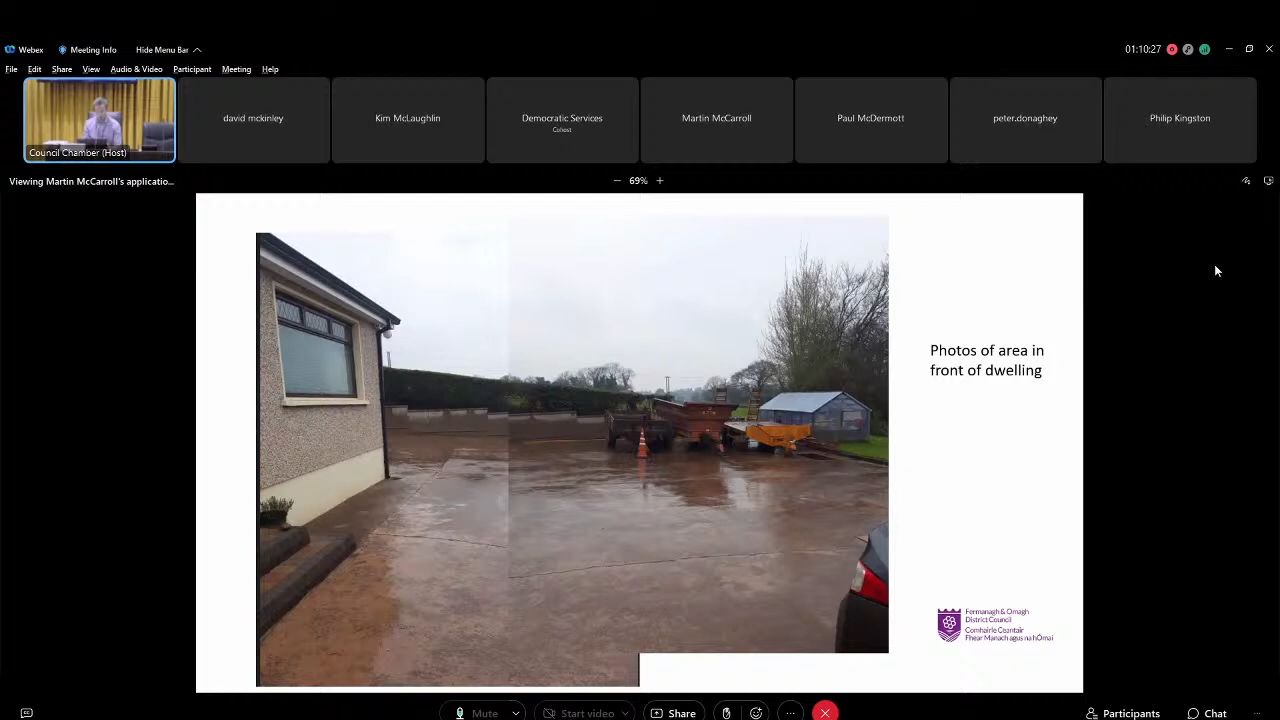 Webex
Meeting Info
Hide Menu Bar
01:10:27
File
Edit
Share
View
Audio & Video
Participant
Meeting
Help
Council Chamber (Host)
david mckinley
Kim McLaughlin
Democratic Services
Cohost
Martin McCarroll
Paul McDermott
peter.donaghey
Philip Kingston
Viewing Martin McCarroll's applicatio...
69%
Photos of area in
front of dwelling
Fermanagh & Omagh
District Council
Comhairle Ceantair
Fhear Manach agus na hÓmaí
Mute
Start video
Share
Participants
Chat